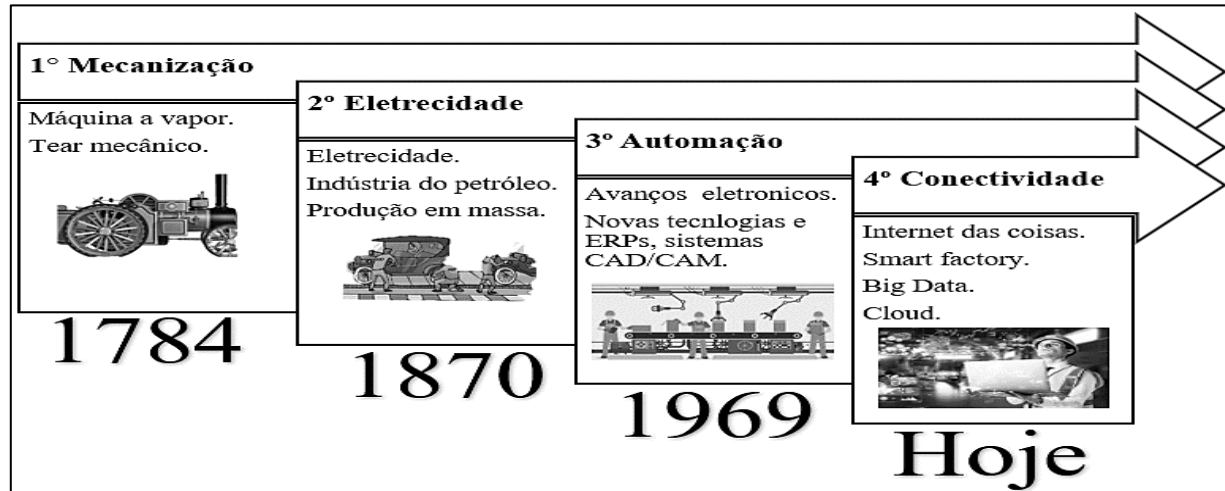 1° Mecanização
Máquina a vapor.
Tear mecânico.
1784
2º Eletrecidade
Eletrecidade.
Indústria do petróleo.
Produção em massa.
1870
3º Automação
Avanços eletronicos.
Novas tecnlogias e
ERPs, sistemas
CAD/CAM.
1969
4º Conectividade
Internet das coisas.
Smart factory.
Big Data.
Cloud.
Hoje